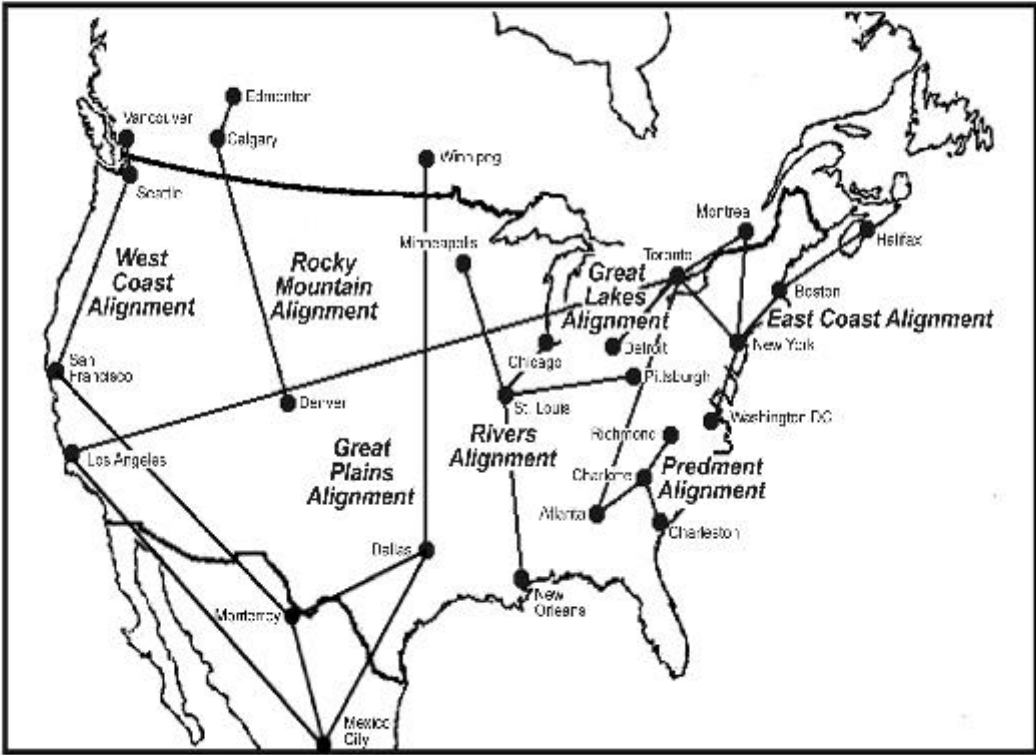 Edmonton
Vancouver
Calgary
Winnipeg
Seattle
Montrea
Minneapolis
Halifax
Toronto
West
Coast
Alignment
Rocky
Mountain
Alignment
Great
Lakes
Alignment
Boston
East Coast Alignment
New York
Detroit
Chicago
San
Francisco
Pittsburgh
Denver
St. Louis
Washington DC
Richmond
Los Angeles
Great
Plains
Alignment
Rivers
Alignment
Predment
Alignment
Charlotte
Atlanta
Charleston
Dallas
New
Orleans
Monterrey
Mexico
City